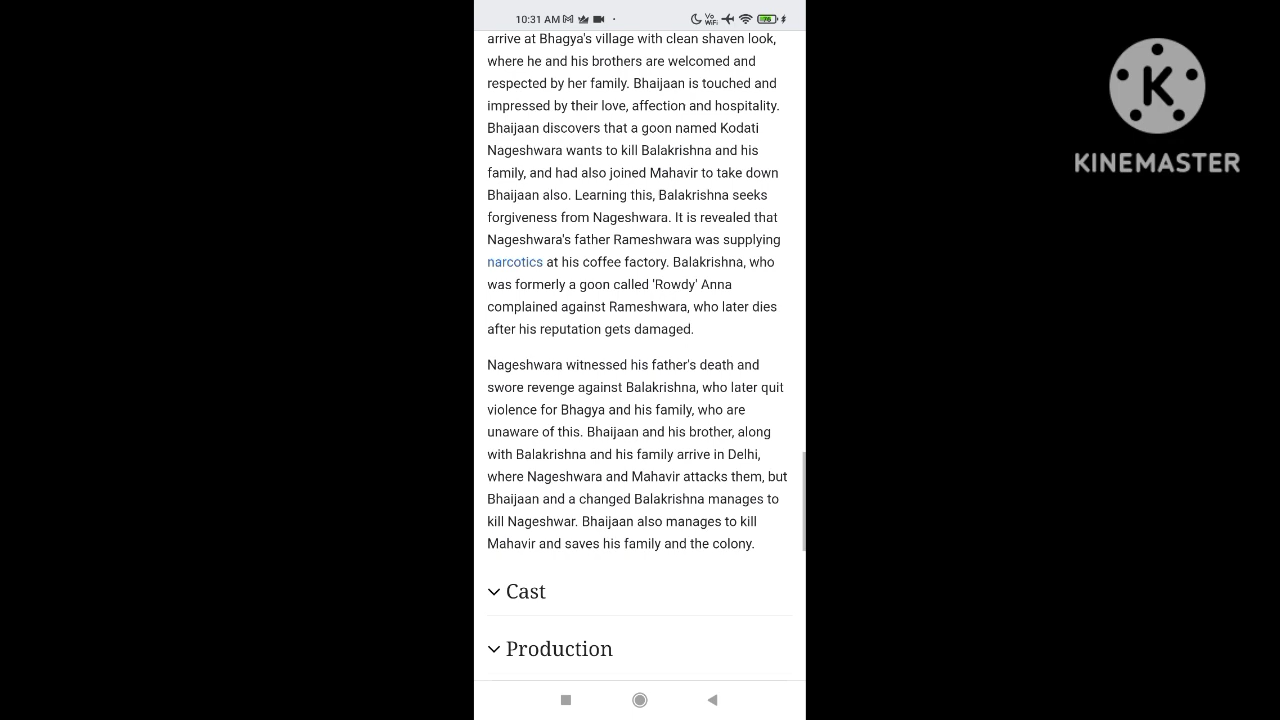 10:31 AM
Vo
WiFi
76
arrive at Bhagya's village with clean shaven look,
where he and his brothers are welcomed and
respected by her family. Bhaijaan is touched and
impressed by their love, affection and hospitality.
Bhaijaan discovers that a goon named Kodati
Nageshwara wants to kill Balakrishna and his
family, and had also joined Mahavir to take down
Bhaijaan also. Learning this, Balakrishna seeks
forgiveness from Nageshwara. It is revealed that
Nageshwara's father Rameshwara was supplying
narcotics at his coffee factory. Balakrishna, who
was formerly a goon called 'Rowdy' Anna
complained against Rameshwara, who later dies
after his reputation gets damaged.
Nageshwara witnessed his father's death and
swore revenge against Balakrishna, who later quit
violence for Bhagya and his family, who are
unaware of this. Bhaijaan and his brother, along
with Balakrishna and his family arrive in Delhi,
where Nageshwara and Mahavir attacks them, but
Bhaijaan and a changed Balakrishna manages to
kill Nageshwar. Bhaijaan also manages to kill
Mahavir and saves his family and the colony.
Cast
Production
K
KINEMASTER